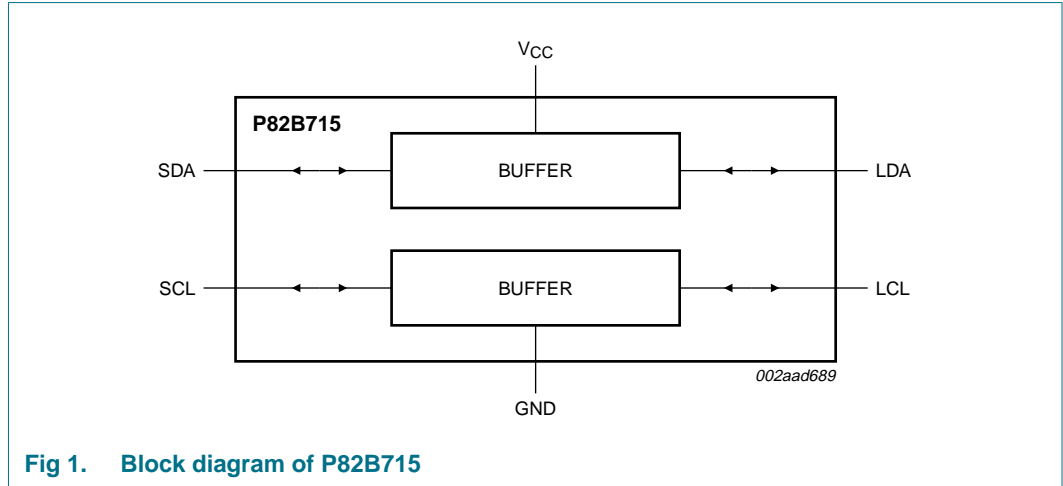 VCC
P82B715
SDA
BUFFER
LDA
SCL
BUFFER
LCL
002aad689
GND
Fig 1. Block diagram of P82B715